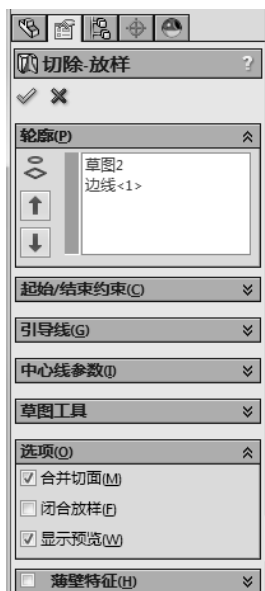 切除-放样 ?
轮廓(P)
草图2
边线<1>
起始/结束约束(C)
引导线(G)
中心线参数(I)
草图工具
选项(O)
合并切面(M)
闭合放样(F)
显示预览(W)
薄壁特征(H)